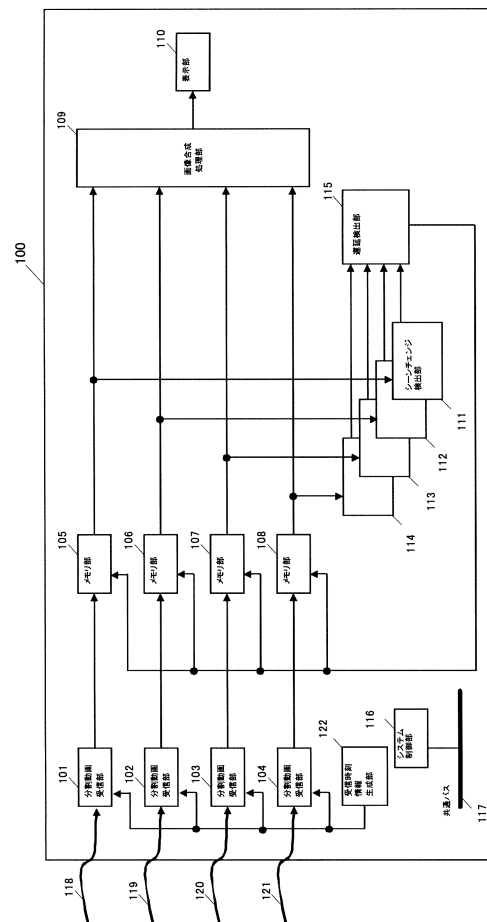 100
118
119
120
121
101
分割動画
受信部
102
分割動画
受信部
103
分割動画
受信部
104
分割動画
受信部
122
受信時刻
情報
生成部
116
システム
制御部
共通バス
117
105
メモリ部
106
メモリ部
107
メモリ部
108
メモリ部
114
113
112
111
シーンチェンジ
検出部
115
遅延検出部
109
画像合成
処理部
110
表示部